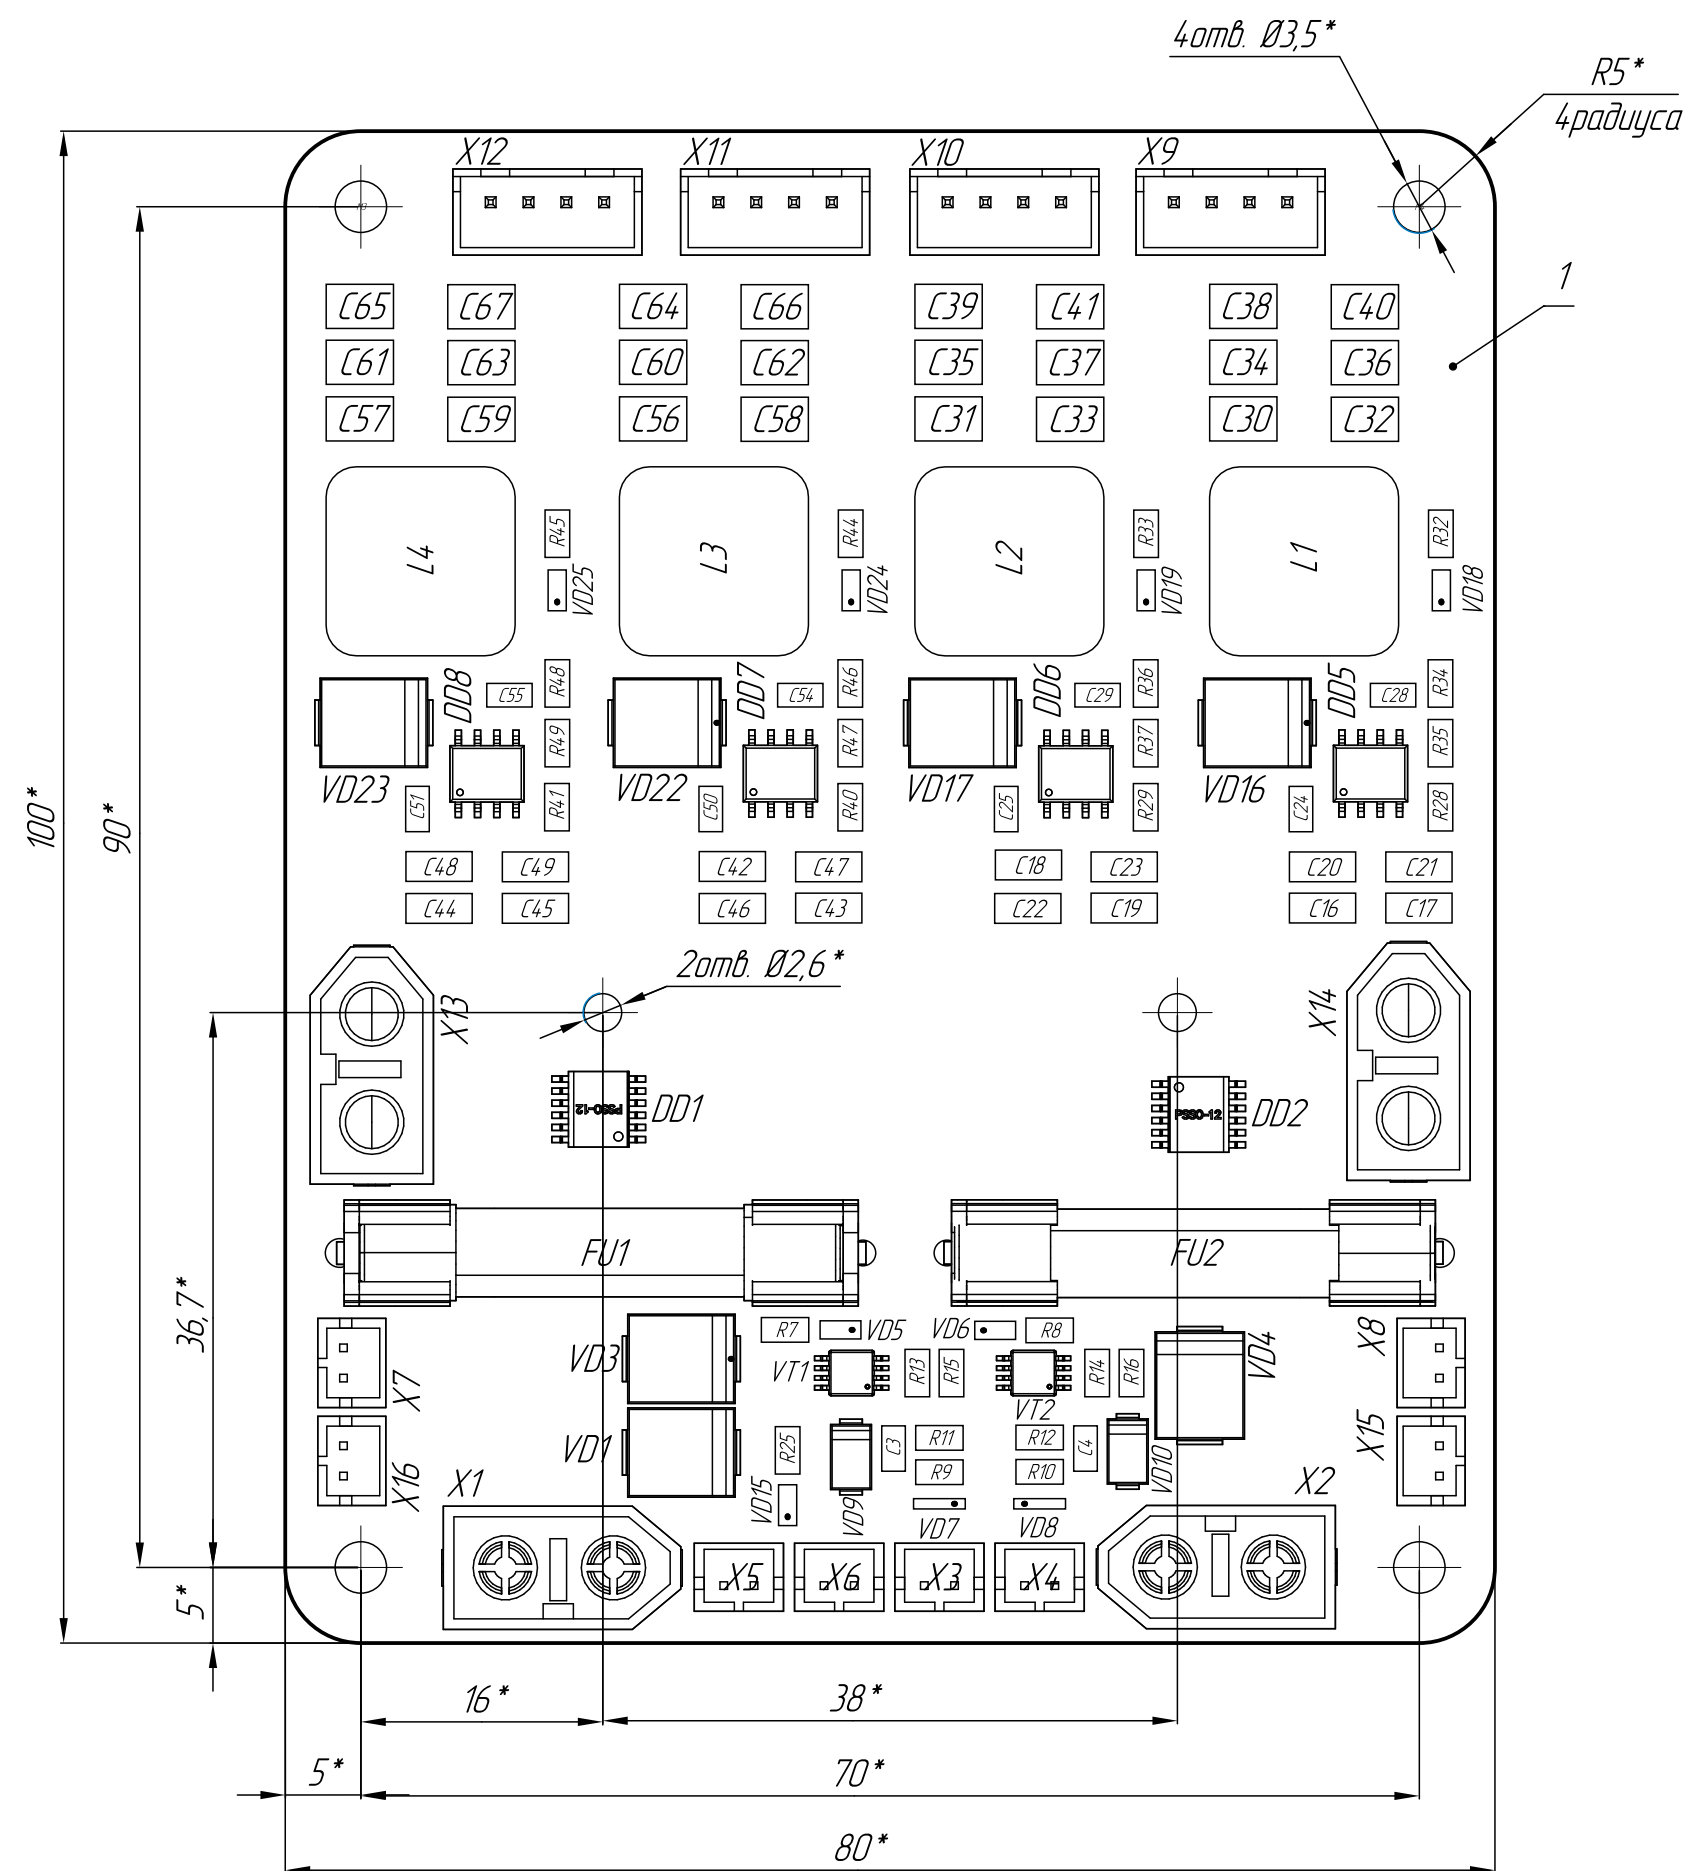 4отв. Ø3,5*
R5*
4радиуса
X12 X11 X10 X9
1
C65 C67 C64 C66 C39 C41 C38 C40
C61 C63 C60 C62 C35 C37 C34 C36
C57 C59 C56 C58 C31 C33 C30 C32
R45 R44 R33 R32
L4 L3 L2 L1
VD25 VD24 VD19 VD18
DD8 C55 R48 DD7 C54 R46 DD6 C29 R36 DD5 C28 R34
R49 R47 R37 R35
VD23 C51 R41 VD22 C50 R40 VD17 C25 R29 VD16 C24 R28
100*
90*
C48 C49 C42 C47 C18 C23 C20 C21
C44 C45 C46 C43 C22 C19 C16 C17
2отв. Ø2,6*
X13 X14
PSSO-12 DD1 PSSO-12 DD2
FU1 FU2
36,7*
R7 VD5 VD6 R8
VD3 VT1 R13 R15 R14 R16 VD4 X8
X7 VT2
VD1 R25 C3 R11 R12 C4 X15
R9 R10 VD10
X16 X1 VD15 VD9 X2
VD7 VD8
X5 X6 X3 X4
5*
16* 38*
5* 70*
80*